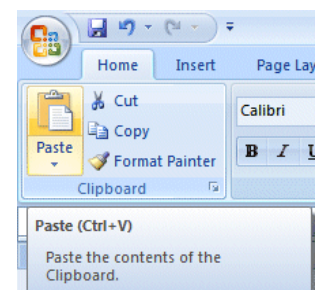 Home Insert Page Lay
Cut
Calibri
Copy
Paste
B I U
Format Painter
Clipboard
Paste (Ctrl+V)
Paste the contents of the
Clipboard.